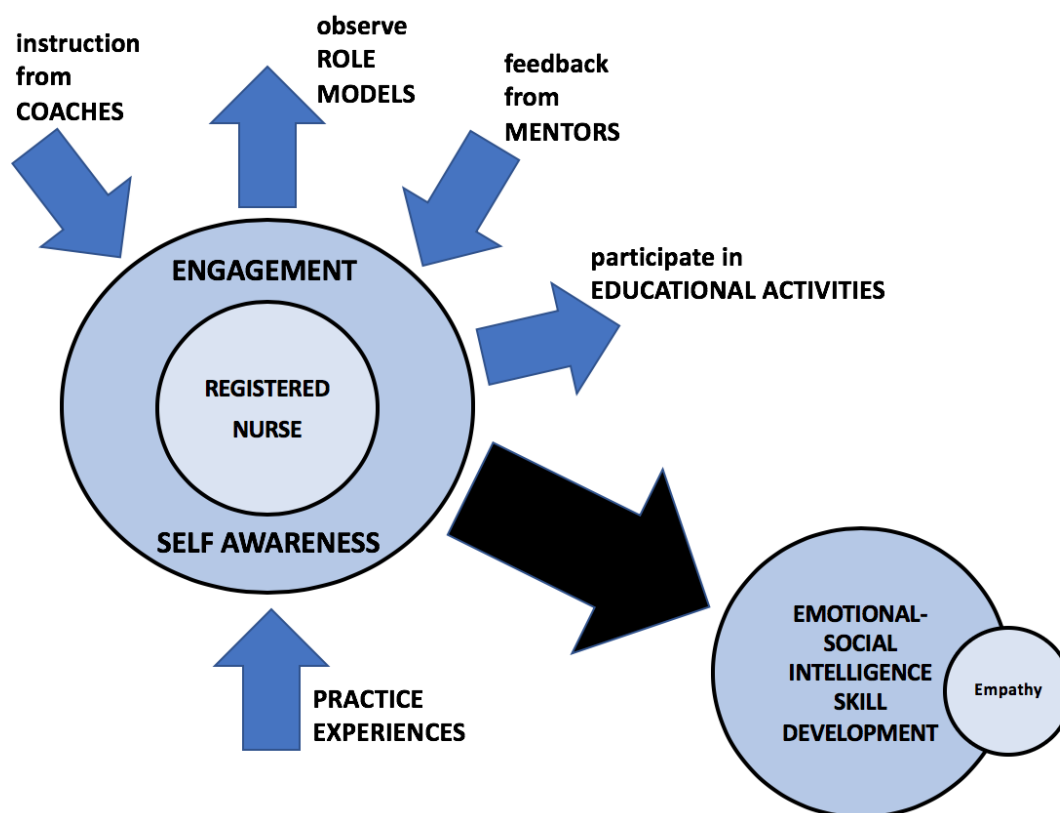 instruction
from
COACHES
observe
ROLE
MODELS
feedback
from
MENTORS
participate in
EDUCATIONAL ACTIVITIES
ENGAGEMENT
REGISTERED
NURSE
SELF AWARENESS
PRACTICE
EXPERIENCES
EMOTIONAL-
SOCIAL
INTELLIGENCE
SKILL
DEVELOPMENT
Empathy